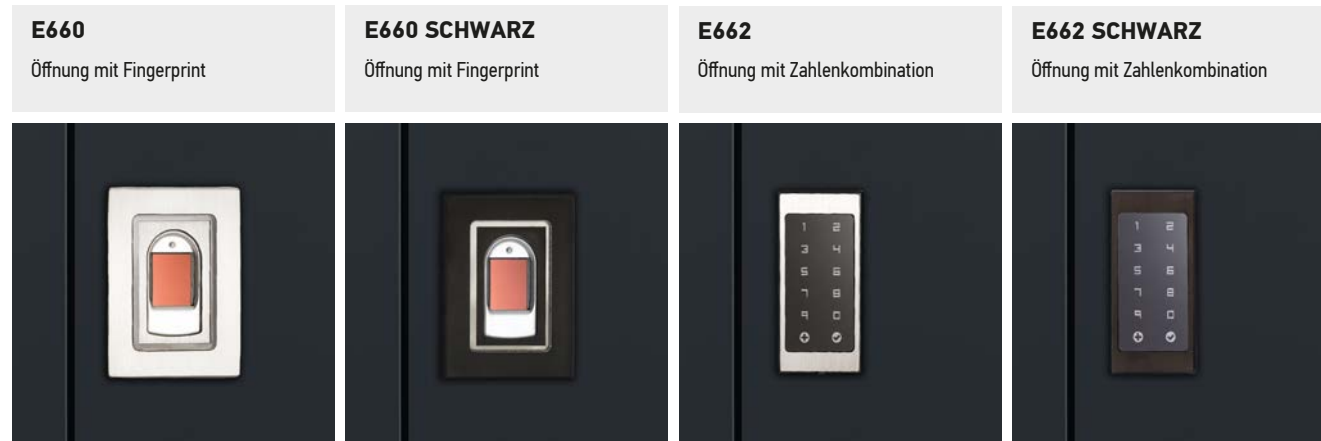 E660
Öffnung mit Fingerprint
E660 SCHWARZ
Öffnung mit Fingerprint
E662
Öffnung mit Zahlenkombination
E662 SCHWARZ
Öffnung mit Zahlenkombination
1 2
3 4
5 6
7 8
9 0
1 2
3 4
5 6
7 8
9 0